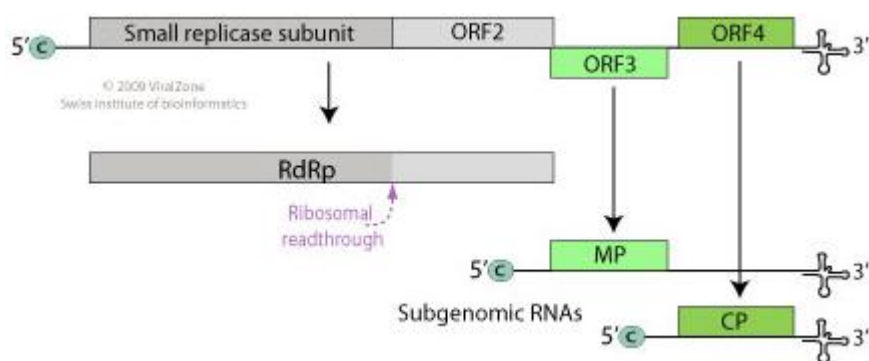 5' C Small replicase subunit ORF2 ORF4 3'
ORF3
© 2009 ViralZone
Swiss institute of bioinformatics
RdRp
Ribosomal
readthrough
5' C MP 3'
Subgenomic RNAs
5' C CP 3'